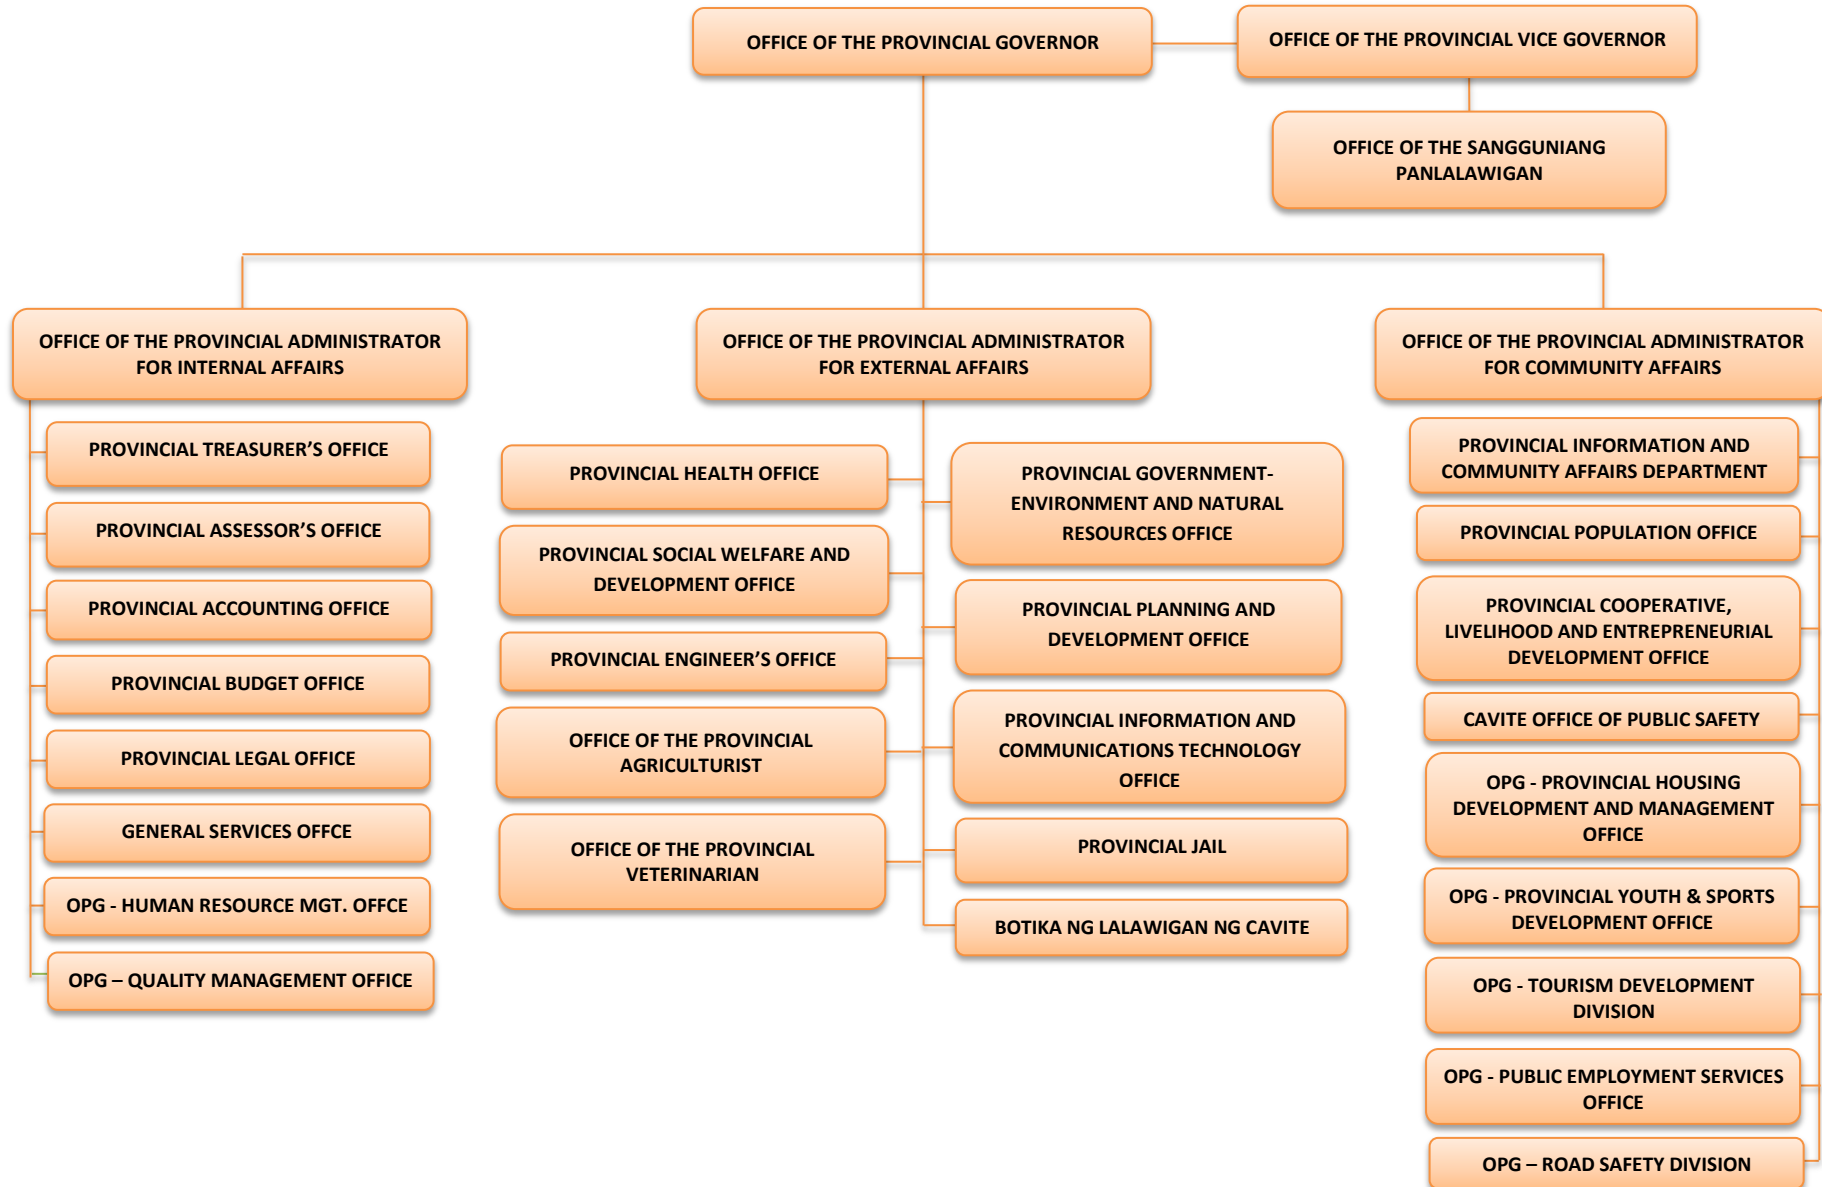 OFFICE OF THE PROVINCIAL GOVERNOR
OFFICE OF THE PROVINCIAL VICE GOVERNOR
OFFICE OF THE SANGGUNIANG
PANLALAWIGAN
OFFICE OF THE PROVINCIAL ADMINISTRATOR
FOR INTERNAL AFFAIRS
PROVINCIAL TREASURER’S OFFICE
PROVINCIAL ASSESSOR’S OFFICE
PROVINCIAL ACCOUNTING OFFICE
PROVINCIAL BUDGET OFFICE
PROVINCIAL LEGAL OFFICE
GENERAL SERVICES OFFCE
OPG - HUMAN RESOURCE MGT. OFFCE
OPG – QUALITY MANAGEMENT OFFICE
OFFICE OF THE PROVINCIAL ADMINISTRATOR
FOR EXTERNAL AFFAIRS
PROVINCIAL HEALTH OFFICE
PROVINCIAL SOCIAL WELFARE AND
DEVELOPMENT OFFICE
PROVINCIAL ENGINEER’S OFFICE
OFFICE OF THE PROVINCIAL
AGRICULTURIST
OFFICE OF THE PROVINCIAL
VETERINARIAN
PROVINCIAL GOVERNMENT-
ENVIRONMENT AND NATURAL
RESOURCES OFFICE
PROVINCIAL PLANNING AND
DEVELOPMENT OFFICE
PROVINCIAL INFORMATION AND
COMMUNICATIONS TECHNOLOGY
OFFICE
PROVINCIAL JAIL
BOTIKA NG LALAWIGAN NG CAVITE
OFFICE OF THE PROVINCIAL ADMINISTRATOR
FOR COMMUNITY AFFAIRS
PROVINCIAL INFORMATION AND
COMMUNITY AFFAIRS DEPARTMENT
PROVINCIAL POPULATION OFFICE
PROVINCIAL COOPERATIVE,
LIVELIHOOD AND ENTREPRENEURIAL
DEVELOPMENT OFFICE
CAVITE OFFICE OF PUBLIC SAFETY
OPG - PROVINCIAL HOUSING
DEVELOPMENT AND MANAGEMENT
OFFICE
OPG - PROVINCIAL YOUTH & SPORTS
DEVELOPMENT OFFICE
OPG - TOURISM DEVELOPMENT
DIVISION
OPG - PUBLIC EMPLOYMENT SERVICES
OFFICE
OPG – ROAD SAFETY DIVISION